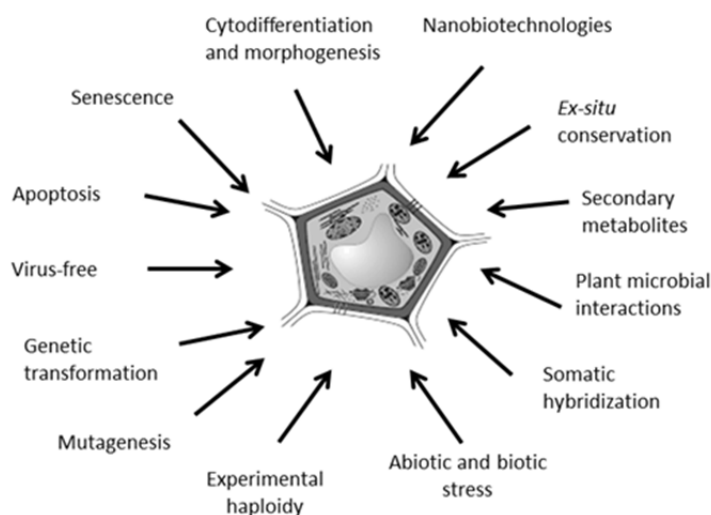 Cytodifferentiation
and morphogenesis
Nanobiotechnologies
Senescence
Ex-situ
conservation
Apoptosis
Secondary
metabolites
Virus-free
Plant microbial
interactions
Genetic
transformation
Somatic
hybridization
Mutagenesis
Abiotic and biotic
stress
Experimental
haploidy